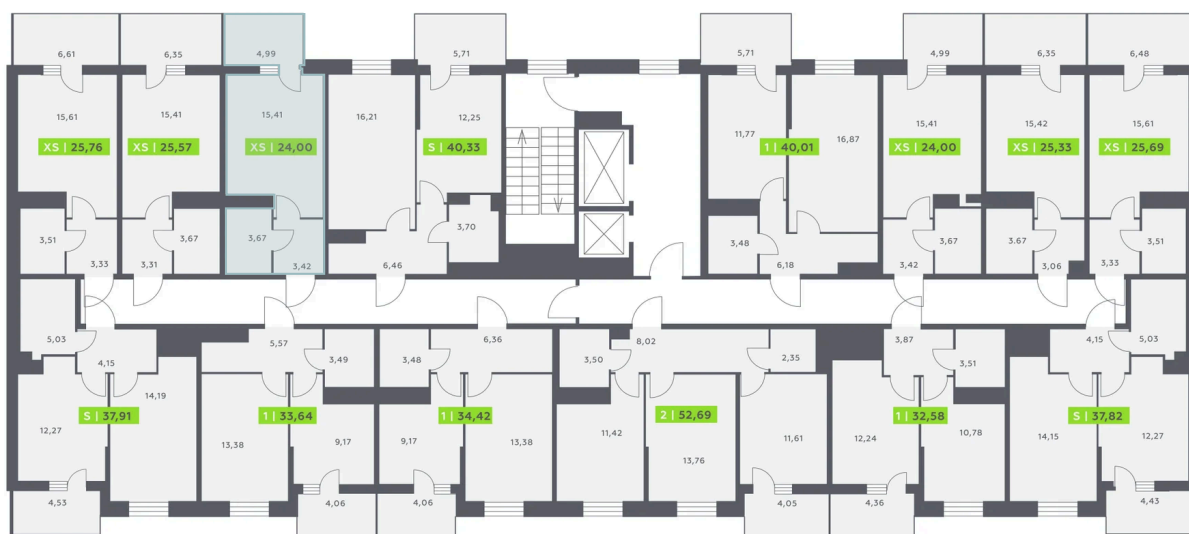 6,61 6,35 4,99 5,71 5,71 4,99 6,35 6,48
15,61 15,41 15,41 16,21 12,25 11,77 16,87 15,41 15,42 15,61
XS | 25,76 XS | 25,57 XS | 24,00 S | 40,33 1 | 40,01 XS | 24,00 XS | 25,33 XS | 25,69
3,51 3,67 3,67 3,70 3,48 3,67 3,67 3,51
3,33 3,31 3,42 6,46 6,18 3,42 3,06 3,33
5,03 4,15 5,57 3,49 3,48 6,36 3,50 8,02 2,35 3,87 3,51 4,15 5,03
14,19
S | 37,91 1 | 33,64 1 | 34,42 2 | 52,69 1 | 32,58 S | 37,82
12,27 13,38 9,17 9,17 13,38 11,42 13,76 11,61 12,24 10,78 14,15 12,27
4,53 4,06 4,06 4,05 4,36 4,43